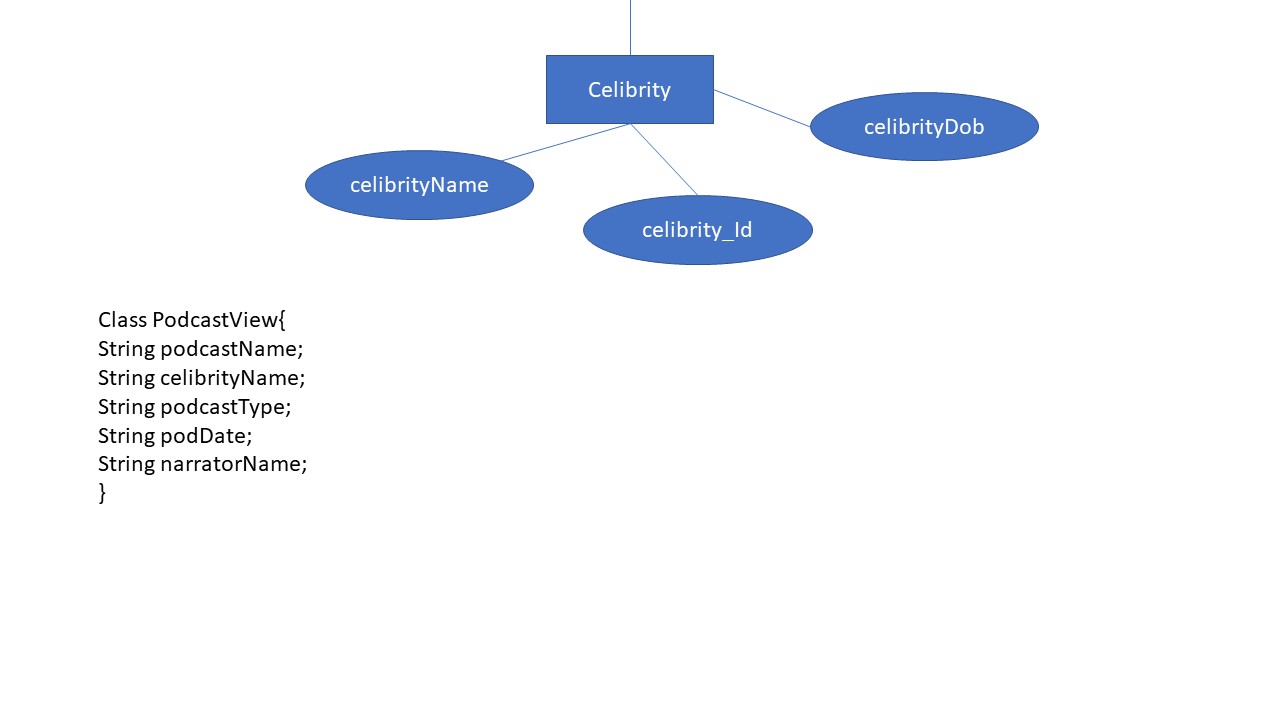 Celibrity
celibrityDob
celibrityName
celibrity_Id
Class PodcastView{
String podcastName;
String celibrityName;
String podcastType;
String podDate;
String narratorName;
}